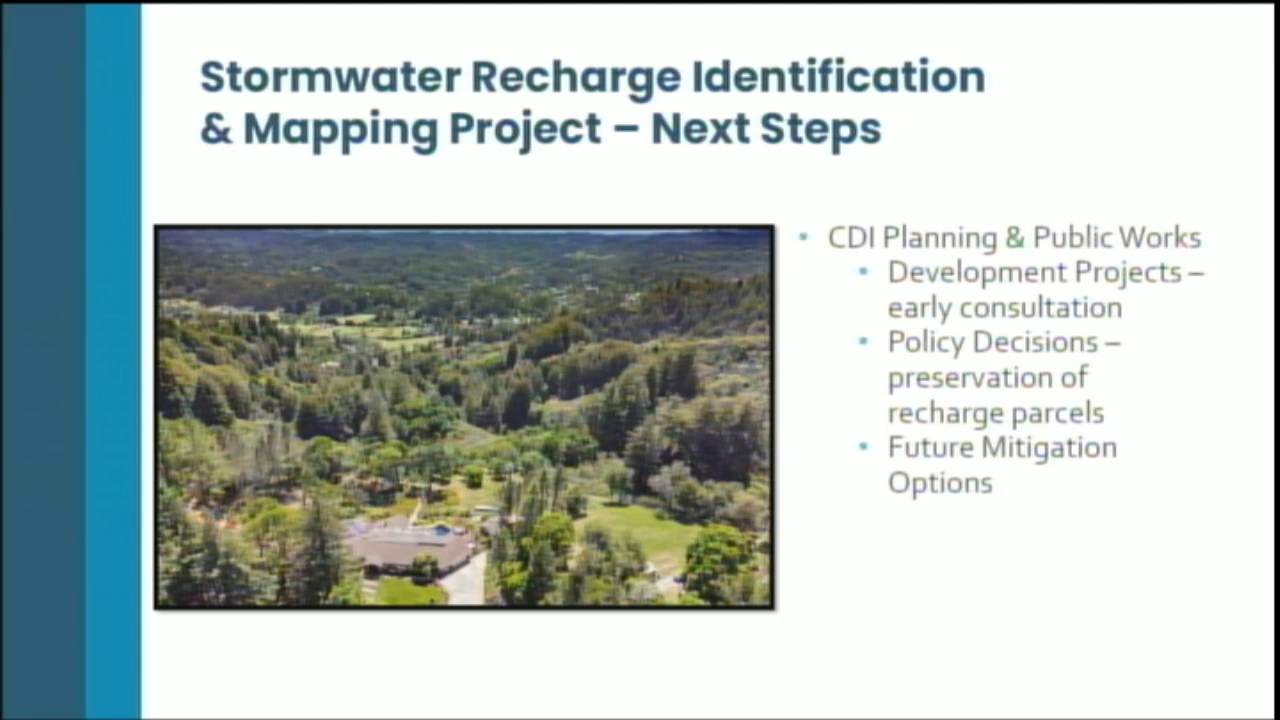 Stormwater Recharge Identification
& Mapping Project – Next Steps
• CDI Planning & Public Works
• Development Projects –
early consultation
• Policy Decisions –
preservation of
recharge parcels
• Future Mitigation
Options